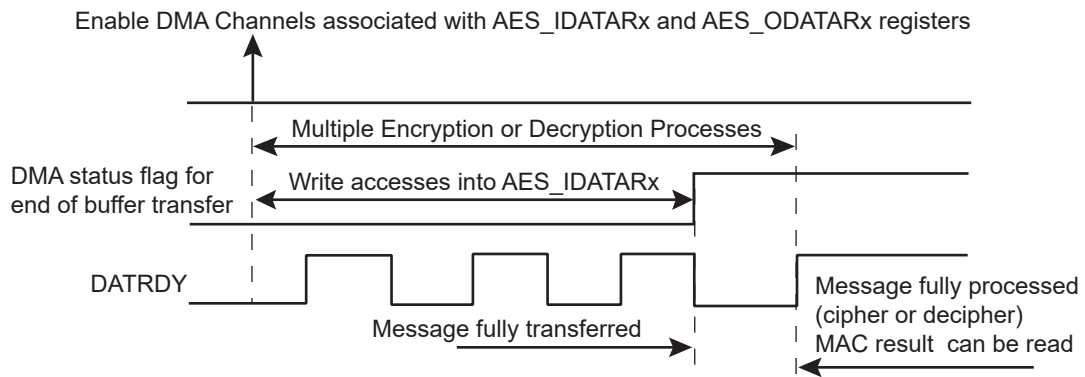 Enable DMA Channels associated with AES_IDATARx and AES_ODATARx registers
Multiple Encryption or Decryption Processes
DMA status flag for
end of buffer transfer
Write accesses into AES_IDATARx
DATRDY
Message fully transferred
Message fully processed
(cipher or decipher)
MAC result can be read